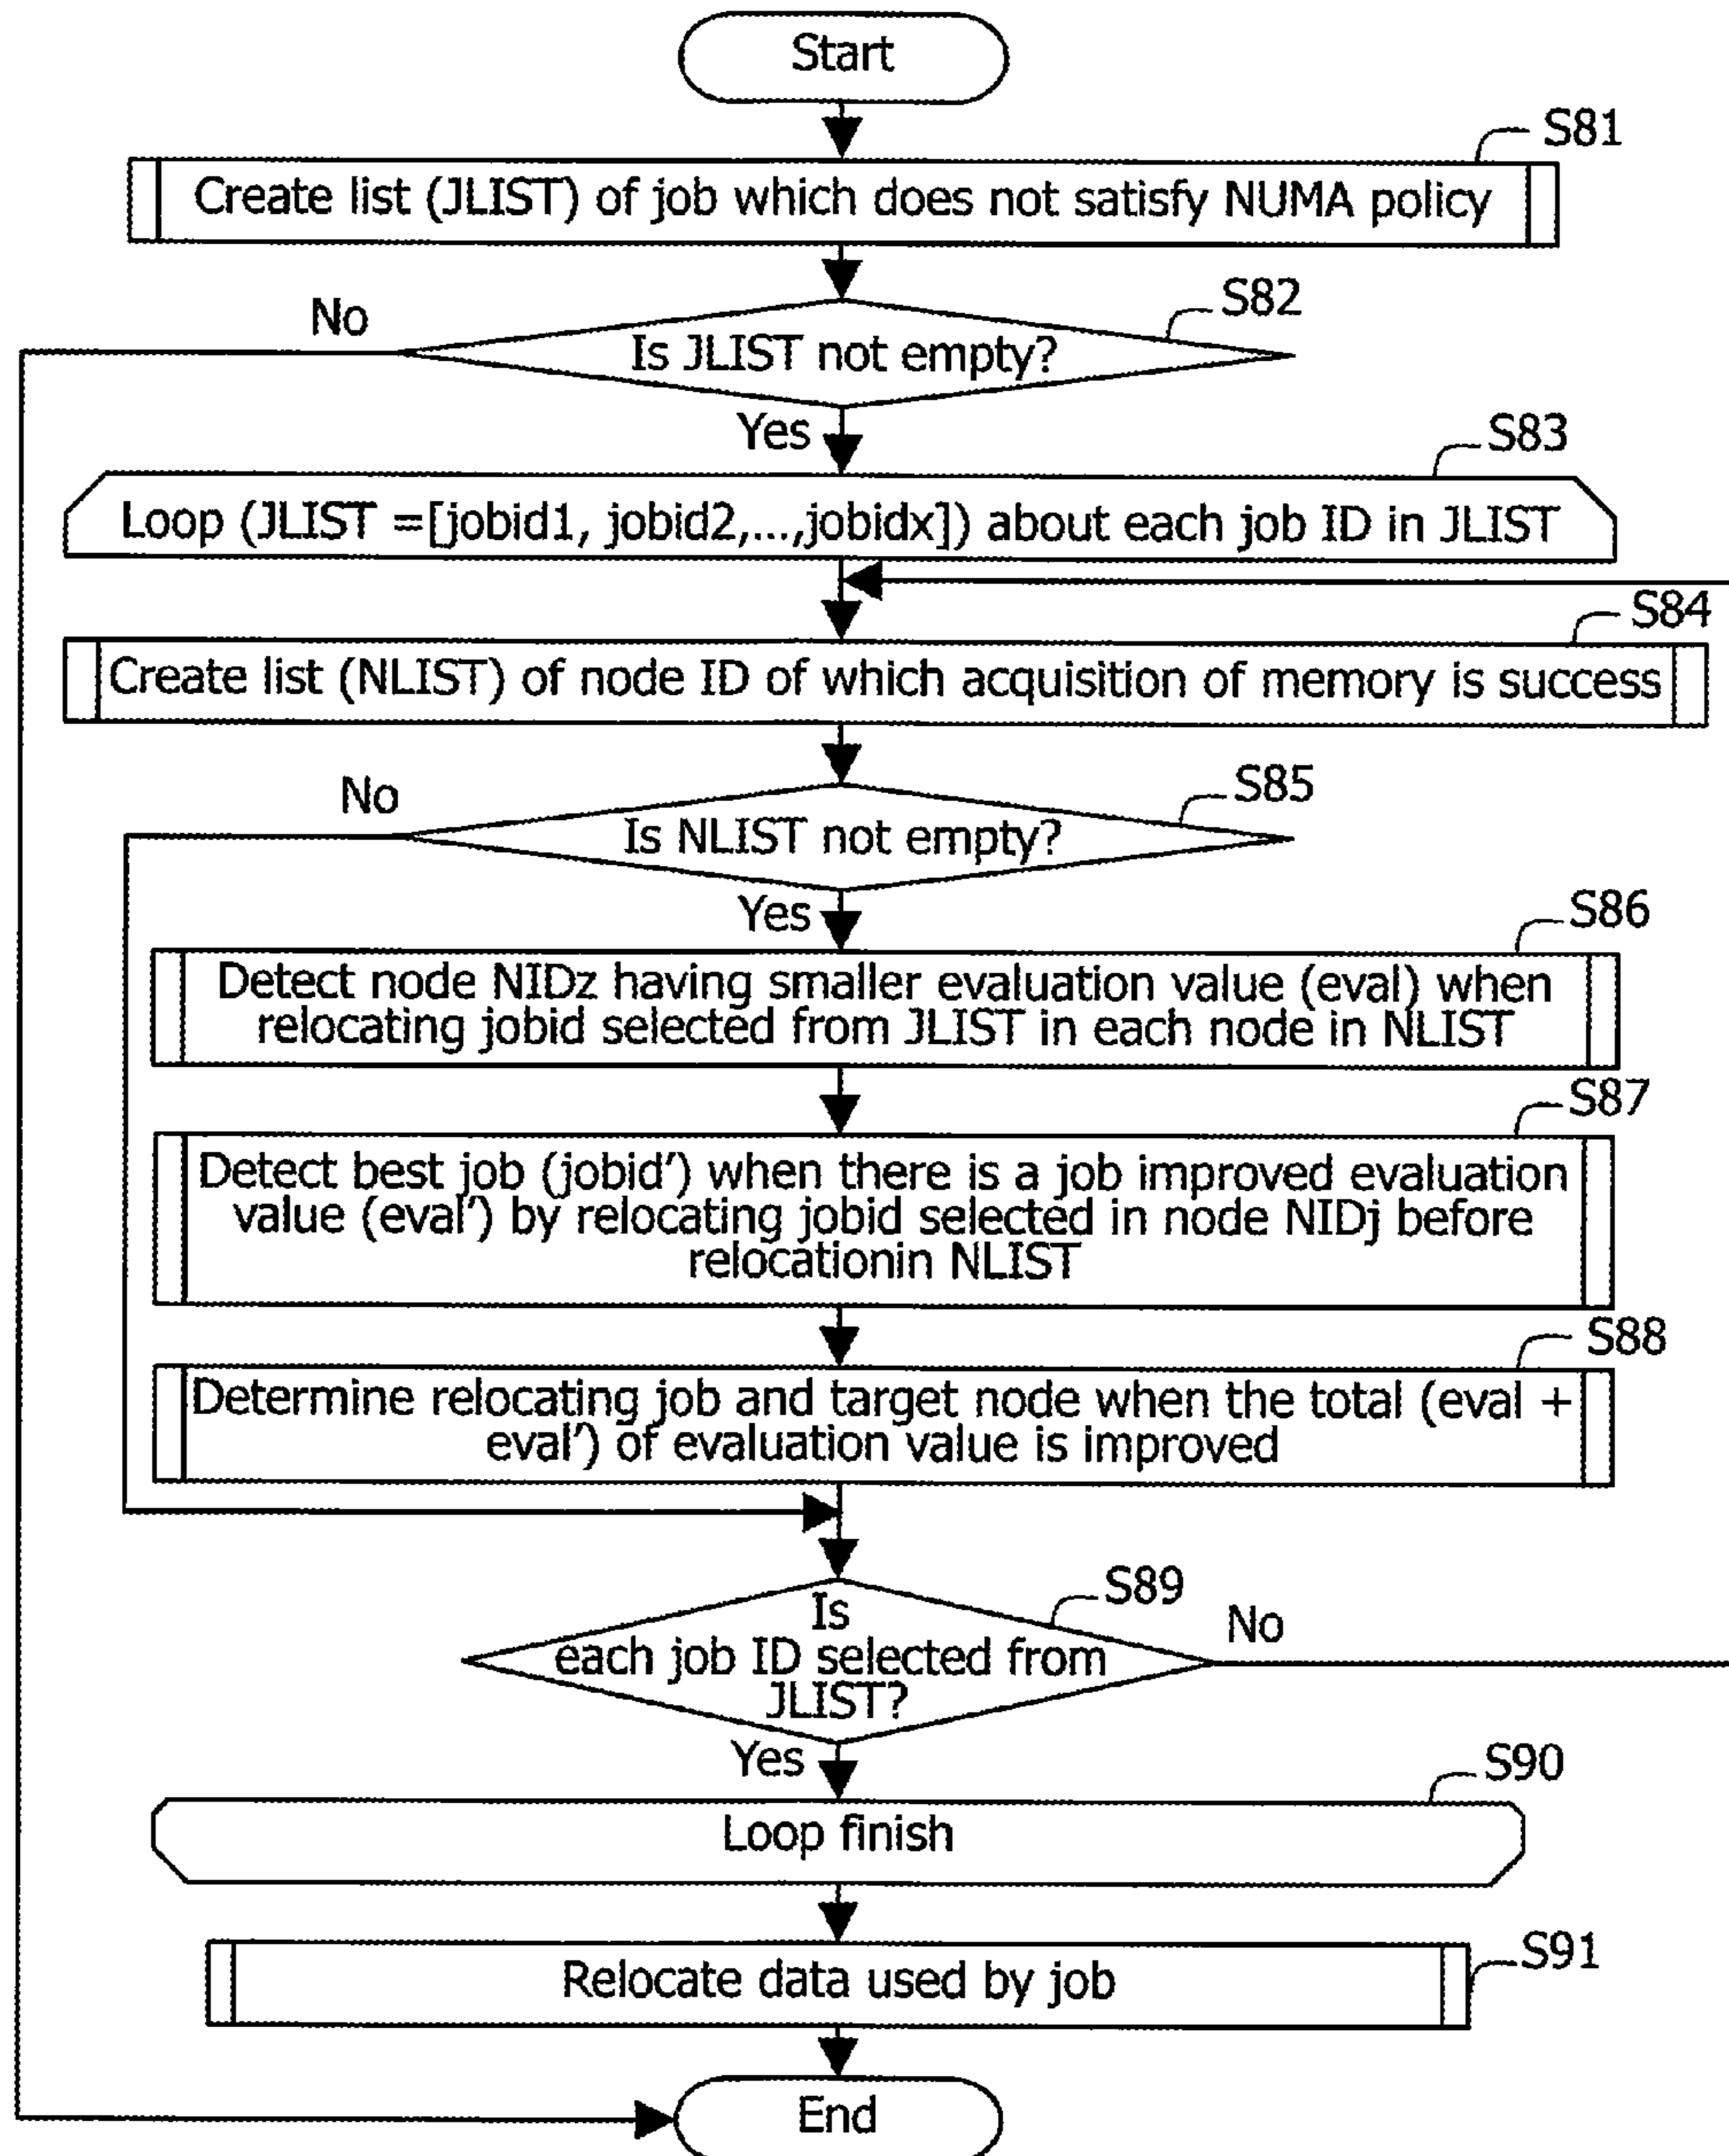 Start
S81
Create list (JLIST) of job which does not satisfy NUMA policy
S82
No
Is JLIST not empty?
Yes
S83
Loop (JLIST =[jobid1, jobid2,...,jobidx]) about each job ID in JLIST
S84
Create list (NLIST) of node ID of which acquisition of memory is success
S85
No
Is NLIST not empty?
Yes
S86
Detect node NIDz having smaller evaluation value (eval) when
relocating jobid selected from JLIST in each node in NLIST
S87
Detect best job (jobid') when there is a job improved evaluation
value (eval') by relocating jobid selected in node NIDj before
relocationin NLIST
S88
Determine relocating job and target node when the total (eval +
eval') of evaluation value is improved
S89
Is
each job ID selected from
JLIST?
No
Yes
S90
Loop finish
S91
Relocate data used by job
End